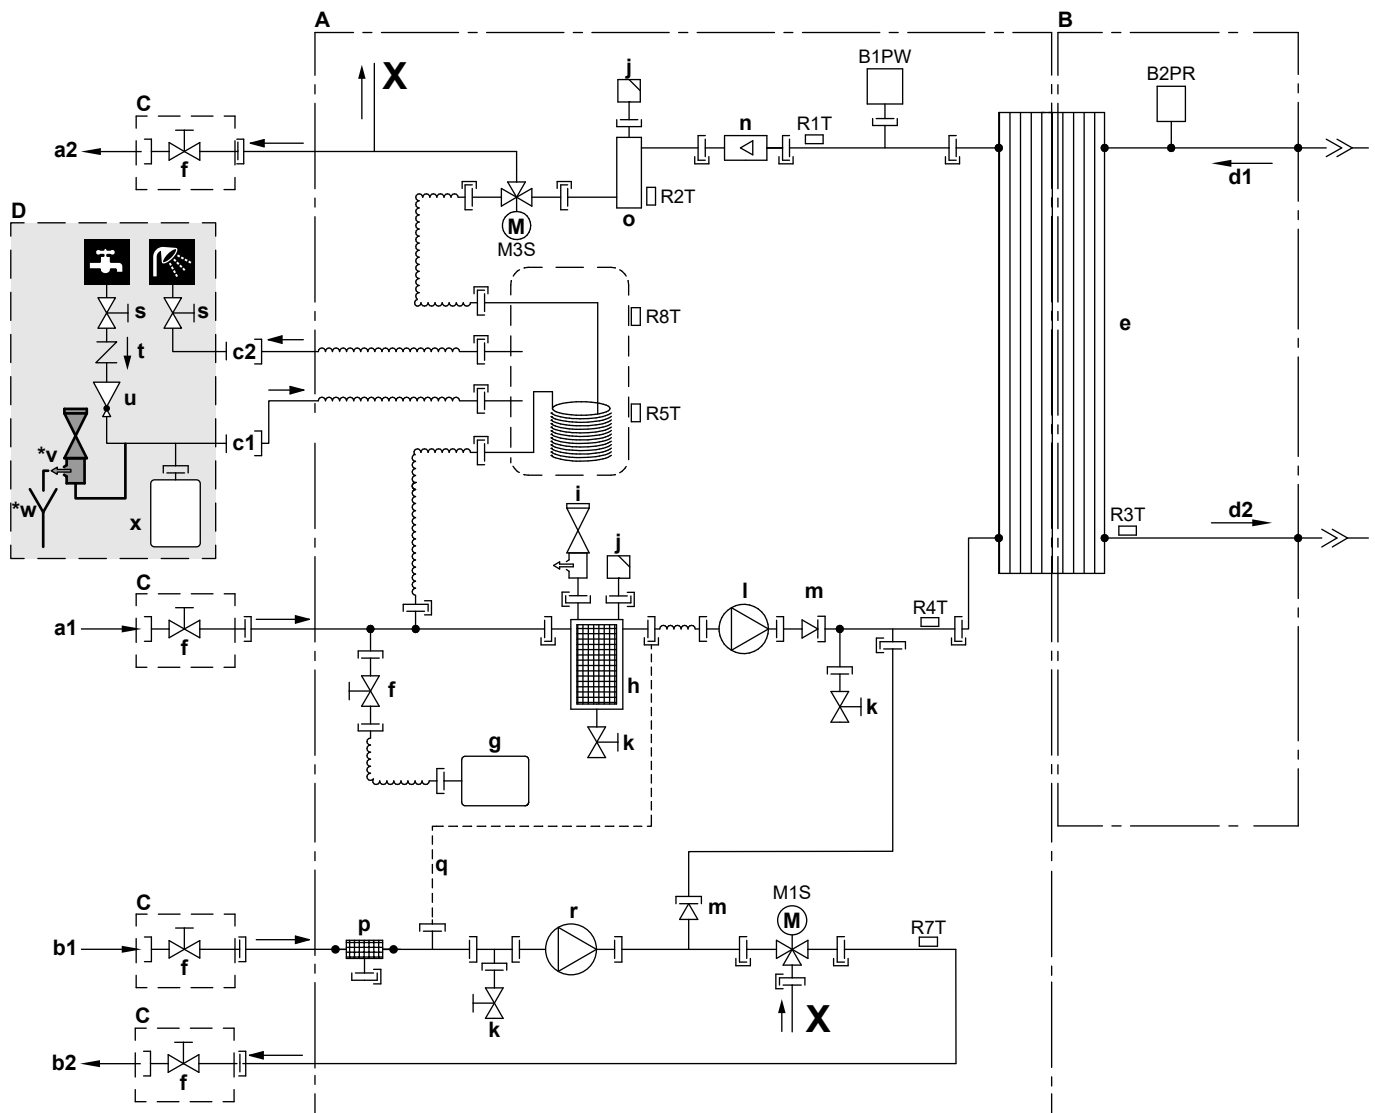 A
B
X
j
B1PW
B2PR
C
n
R1T
a2
f
d1
R2T
o
D
M
M3S
s
s
R8T
e
t
c2
u
R5T
c1
*v
i
*w
x
j
R3T
d2
C
l
m
R4T
a1
f
f
h
k
g
k
q
M1S
C
p
r
m
M
R7T
b1
f
k
X
C
b2
f